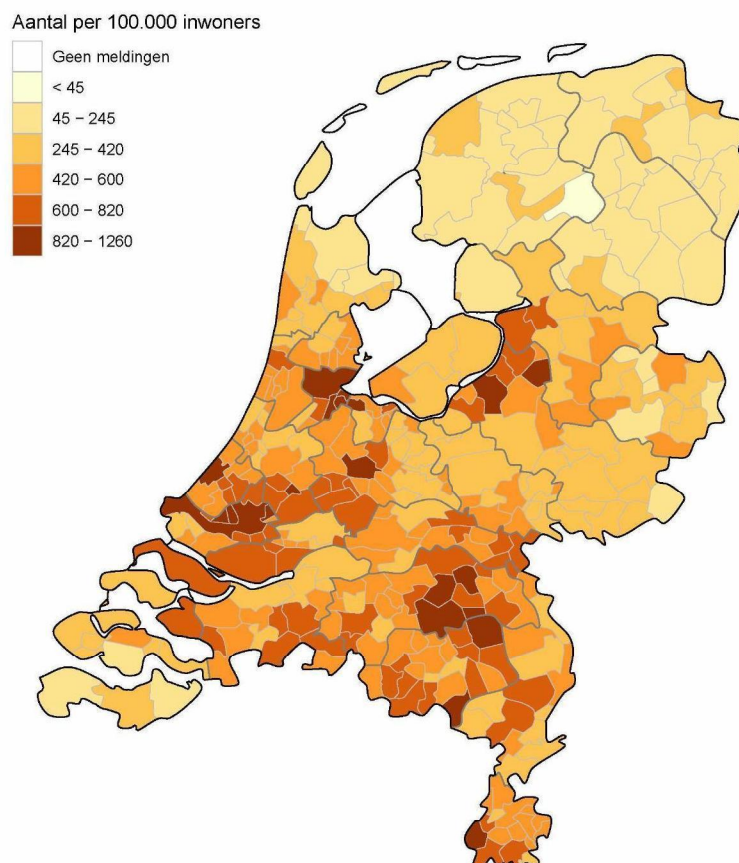 Aantal per 100.000 inwoners
Geen meldingen
< 45
45 – 245
245 – 420
420 – 600
600 – 820
820 – 1260